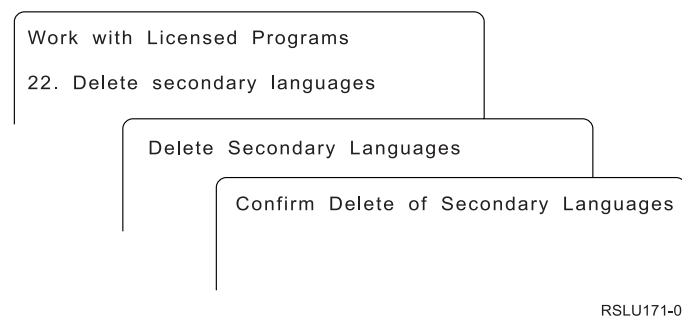 Work with Licensed Programs
22. Delete secondary languages
Delete Secondary Languages
Confirm Delete of Secondary Languages
RSLU171-0